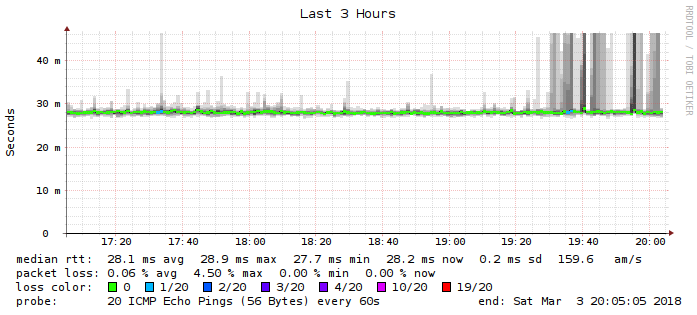 Last 3 Hours
RRDTOOL / TOBI OETIKER
Seconds
40 m
30 m
20 m
10 m
0
17:20 17:40 18:00 18:20 18:40 19:00 19:20 19:40 20:00
median rtt: 28.1 ms avg 28.9 ms max 27.7 ms min 28.2 ms now 0.2 ms sd 159.6 am/s
packet loss: 0.06 % avg 4.50 % max 0.00 % min 0.00 % now
loss color: 0 1/20 2/20 3/20 4/20 10/20 19/20
probe: 20 ICMP Echo Pings (56 Bytes) every 60s end: Sat Mar 3 20:05:05 2018